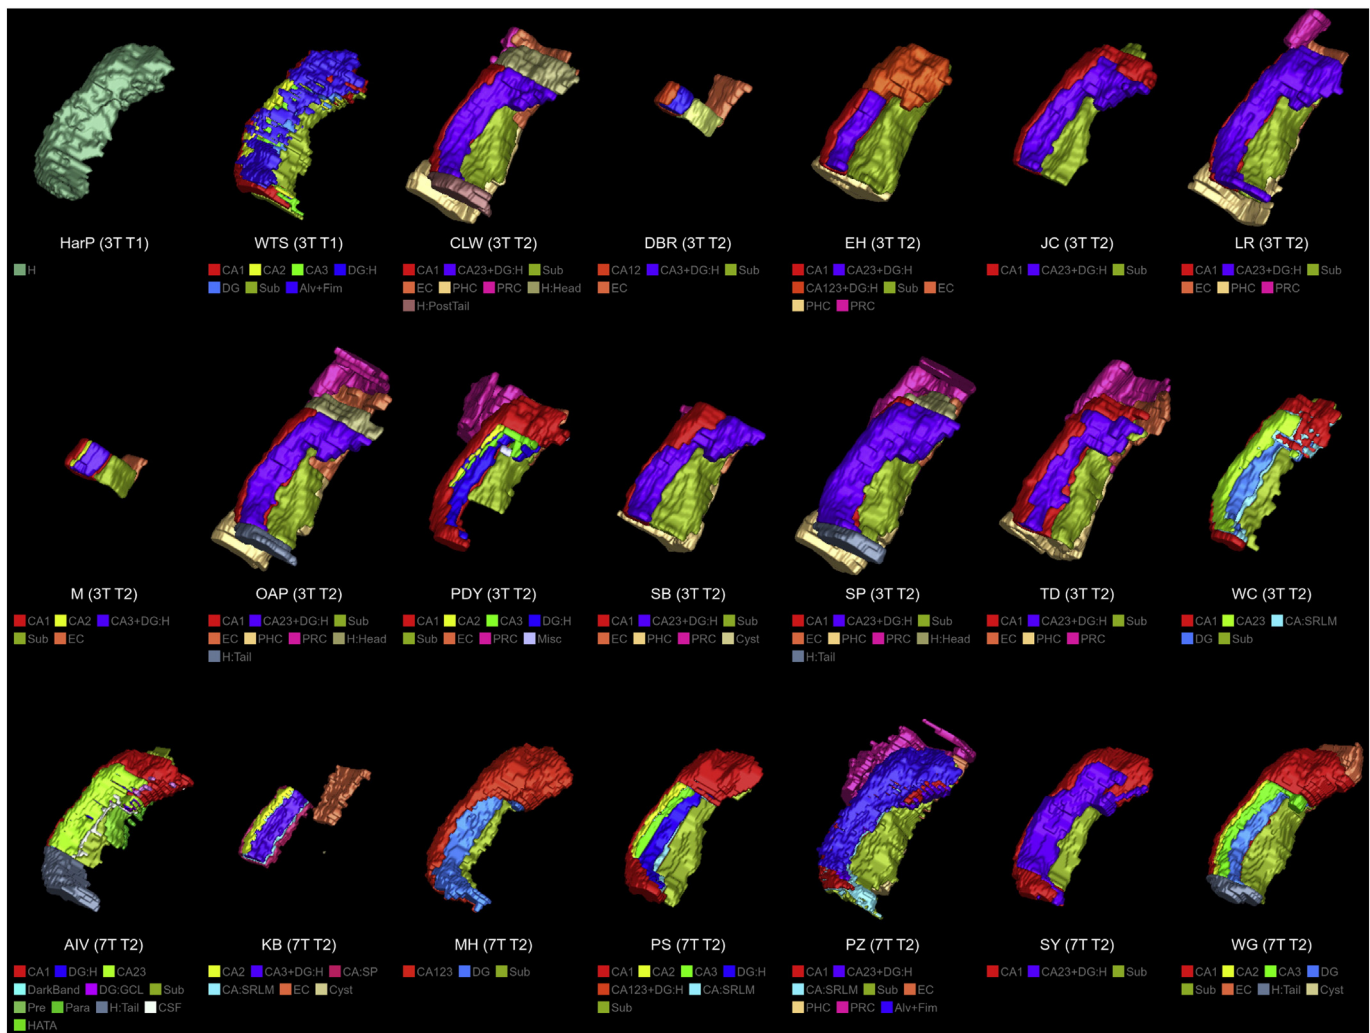 HarP (3T T1)
H
WTS (3T T1)
CA1 CA2 CA3 DG:H
DG Sub Alv+Fim
CLW (3T T2)
CA1 CA23+DG:H Sub
EC PHC PRC H:Head
H:PostTail
DBR (3T T2)
CA12 CA3+DG:H Sub
EC
EH (3T T2)
CA1 CA23+DG:H
CA123+DG:H Sub EC
PHC PRC
JC (3T T2)
CA1 CA23+DG:H Sub
LR (3T T2)
CA1 CA23+DG:H Sub
EC PHC PRC
M (3T T2)
CA1 CA2 CA3+DG:H
Sub EC
OAP (3T T2)
CA1 CA23+DG:H Sub
EC PHC PRC H:Head
H:Tail
PDY (3T T2)
CA1 CA2 CA3 DG:H
Sub EC PRC Misc
SB (3T T2)
CA1 CA23+DG:H Sub
EC PHC PRC Cyst
SP (3T T2)
CA1 CA23+DG:H Sub
EC PHC PRC H:Head
H:Tail
TD (3T T2)
CA1 CA23+DG:H Sub
EC PHC PRC
WC (3T T2)
CA1 CA23 CA:SRLM
DG Sub
AIV (7T T2)
CA1 DG:H CA23
DarkBand DG:GCL Sub
Pre Para H:Tail CSF
HATA
KB (7T T2)
CA2 CA3+DG:H CA:SP
CA:SRLM EC Cyst
MH (7T T2)
CA123 DG Sub
PS (7T T2)
CA1 CA2 CA3 DG:H
CA123+DG:H CA:SRLM
Sub
PZ (7T T2)
CA1 CA23+DG:H
CA:SRLM Sub EC
PHC PRC Alv+Fim
SY (7T T2)
CA1 CA23+DG:H Sub
WG (7T T2)
CA1 CA2 CA3 DG
Sub EC H:Tail Cyst